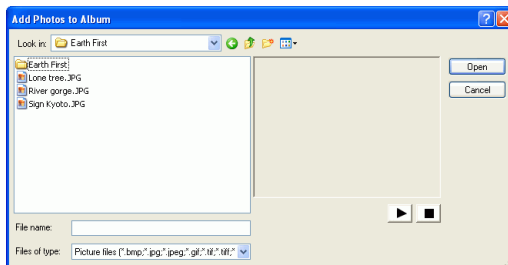 Add Photos to Album
Look in: Earth First
Earth First
Lone tree.JPG
River gorge.JPG
Sign Kyoto.JPG
Open
Cancel
File name:
Files of type: Picture files (*.bmp;*.jpg;*.jpeg;*.gif;*.tif;*.tiff;*